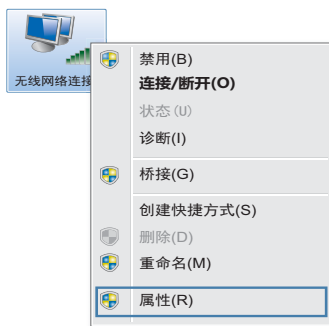 无线网络连接
禁用(B)
连接/断开(O)
状态(U)
诊断(I)
桥接(G)
创建快捷方式(S)
删除(D)
重命名(M)
属性(R)